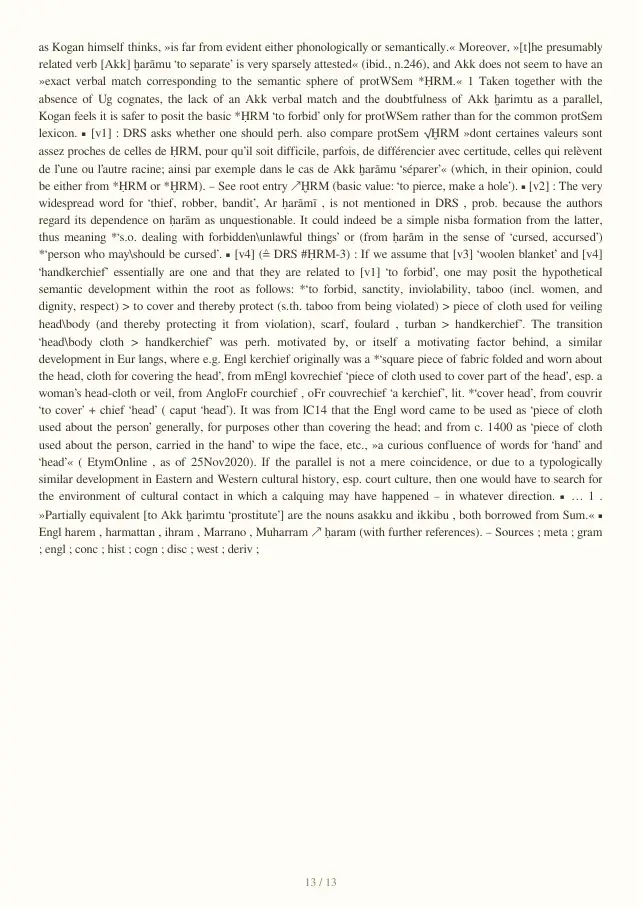 as Kogan himself thinks, »is far from evident either phonologically or semantically.« Moreover, »[t]he presumably
related verb [Akk] ḫarāmu ‘to separate’ is very sparsely attested« (ibid., n.246), and Akk does not seem to have an
»exact verbal match corresponding to the semantic sphere of protWSem *ḤRM.« 1 Taken together with the
absence of Ug cognates, the lack of an Akk verbal match and the doubtfulness of Akk ḫarimtu as a parallel,
Kogan feels it is safer to posit the basic *ḤRM ‘to forbid’ only for protWSem rather than for the common protSem
lexicon. ▪ [v1] : DRS asks whether one should perh. also compare protSem √ḪRM »dont certaines valeurs sont
assez proches de celles de ḤRM, pour qu’il soit difficile, parfois, de différencier avec certitude, celles qui relèvent
de l’une ou l’autre racine; ainsi par exemple dans le cas de Akk ḫarāmu ‘séparer’« (which, in their opinion, could
be either from *ḤRM or *ḪRM). – See root entry ↗ḪRM (basic value: ‘to pierce, make a hole’). ▪ [v2] : The very
widespread word for ‘thief, robber, bandit’, Ar ḥarāmī , is not mentioned in DRS , prob. because the authors
regard its dependence on ḥarām as unquestionable. It could indeed be a simple nisba formation from the latter,
thus meaning *‘s.o. dealing with forbidden\unlawful things’ or (from ḥarām in the sense of ‘cursed, accursed’)
*‘person who may\should be cursed’. ▪ [v4] (≙ DRS #ḤRM-3) : If we assume that [v3] ‘woolen blanket’ and [v4]
‘handkerchief’ essentially are one and that they are related to [v1] ‘to forbid’, one may posit the hypothetical
semantic development within the root as follows: *‘to forbid, sanctity, inviolability, taboo (incl. women, and
dignity, respect) > to cover and thereby protect (s.th. taboo from being violated) > piece of cloth used for veiling
head\body (and thereby protecting it from violation), scarf, foulard , turban > handkerchief’. The transition
‘head\body cloth > handkerchief’ was perh. motivated by, or itself a motivating factor behind, a similar
development in Eur langs, where e.g. Engl kerchief originally was a *‘square piece of fabric folded and worn about
the head, cloth for covering the head’, from mEngl kovrechief ‘piece of cloth used to cover part of the head’, esp. a
woman’s head-cloth or veil, from AngloFr courchief , oFr couvrechief ‘a kerchief’, lit. *‘cover head’, from couvrir
‘to cover’ + chief ‘head’ ( caput ‘head’). It was from lC14 that the Engl word came to be used as ‘piece of cloth
used about the person’ generally, for purposes other than covering the head; and from c. 1400 as ‘piece of cloth
used about the person, carried in the hand’ to wipe the face, etc., »a curious confluence of words for ‘hand’ and
‘head’« ( EtymOnline , as of 25Nov2020). If the parallel is not a mere coincidence, or due to a typologically
similar development in Eastern and Western cultural history, esp. court culture, then one would have to search for
the environment of cultural contact in which a calquing may have happened – in whatever direction. ▪ … 1 .
»Partially equivalent [to Akk ḫarimtu ‘prostitute’] are the nouns asakku and ikkibu , both borrowed from Sum.« ▪
Engl harem , harmattan , ihram , Marrano , Muharram ↗ ḥaram (with further references). – Sources ; meta ; gram
; engl ; conc ; hist ; cogn ; disc ; west ; deriv ;
13 / 13